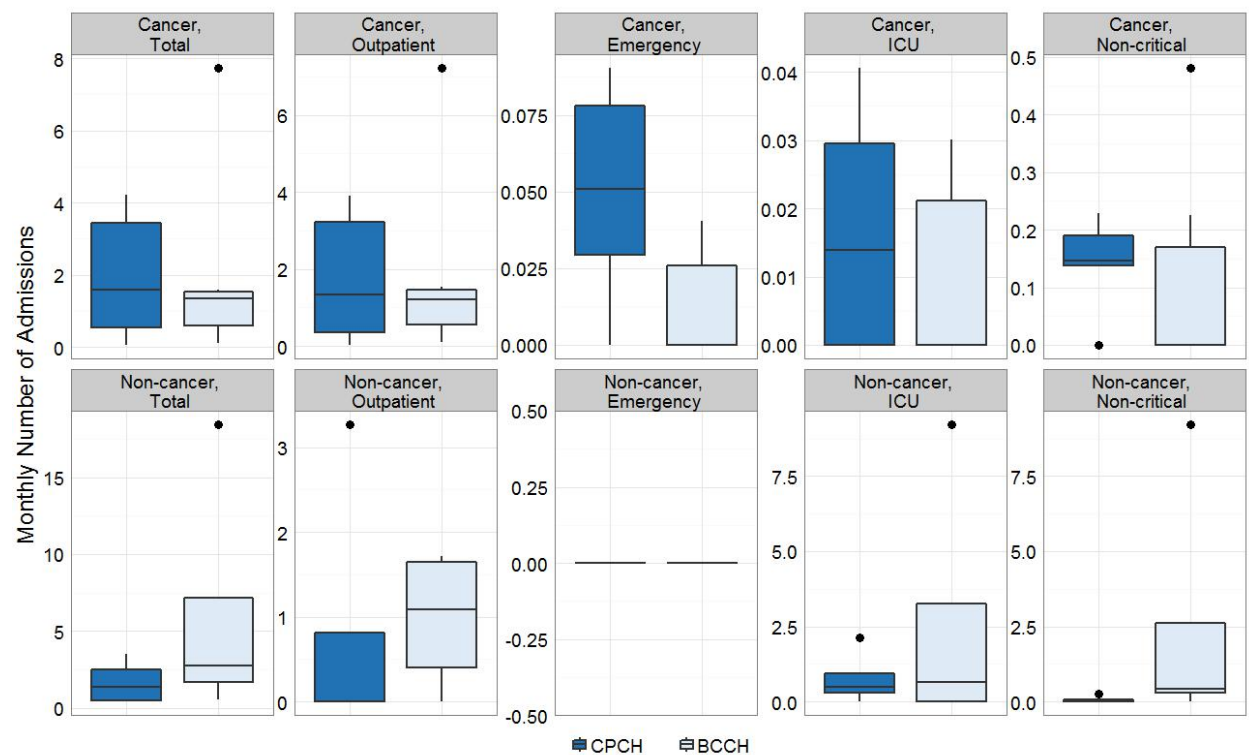 Cancer,
Total
Cancer,
Outpatient
Cancer,
Emergency
Cancer,
ICU
Cancer,
Non-critical
8
6
4
2
0
6
4
2
0
0.075
0.050
0.025
0.000
0.04
0.03
0.02
0.01
0.00
0.5
0.4
0.3
0.2
0.1
0.0
Monthly Number of Admissions
Non-cancer,
Total
Non-cancer,
Outpatient
Non-cancer,
Emergency
Non-cancer,
ICU
Non-cancer,
Non-critical
15
10
5
0
3
2
1
0
0.50
0.25
0.00
-0.25
-0.50
7.5
5.0
2.5
0.0
7.5
5.0
2.5
0.0
CPCH BCCH